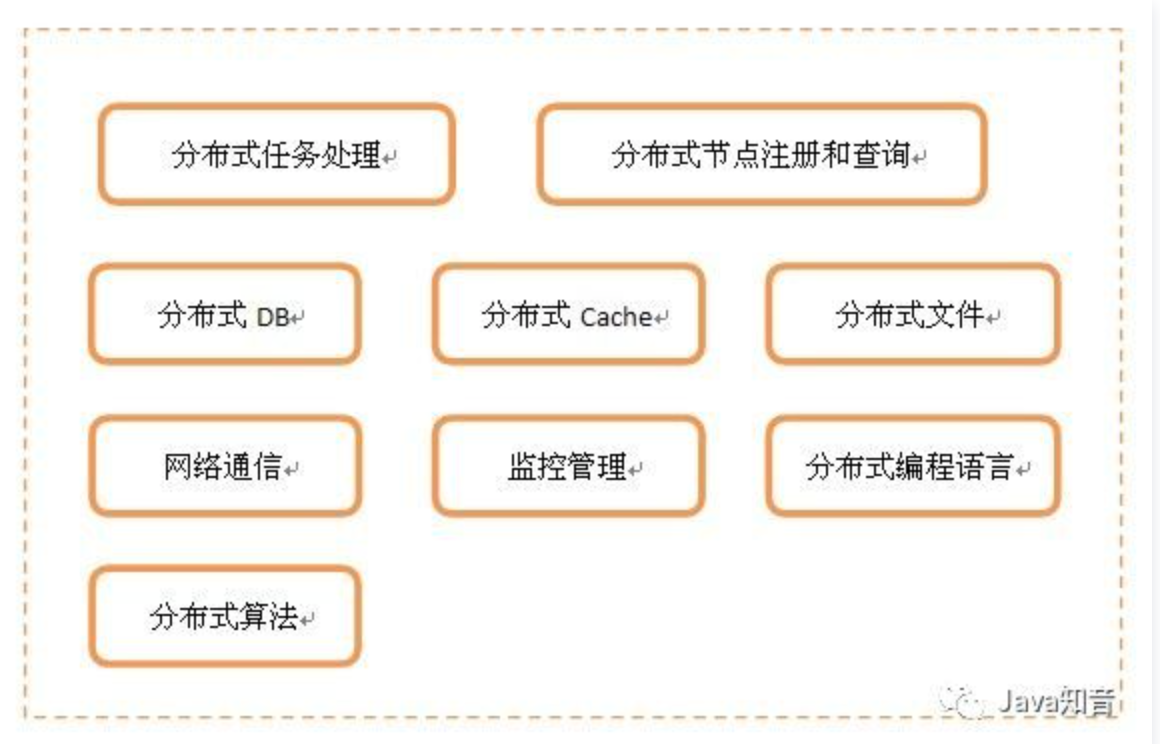 分布式任务处理
分布式节点注册和查询
分布式 DB
分布式 Cache
分布式文件
网络通信
监控管理
分布式编程语言
分布式算法
Java知音